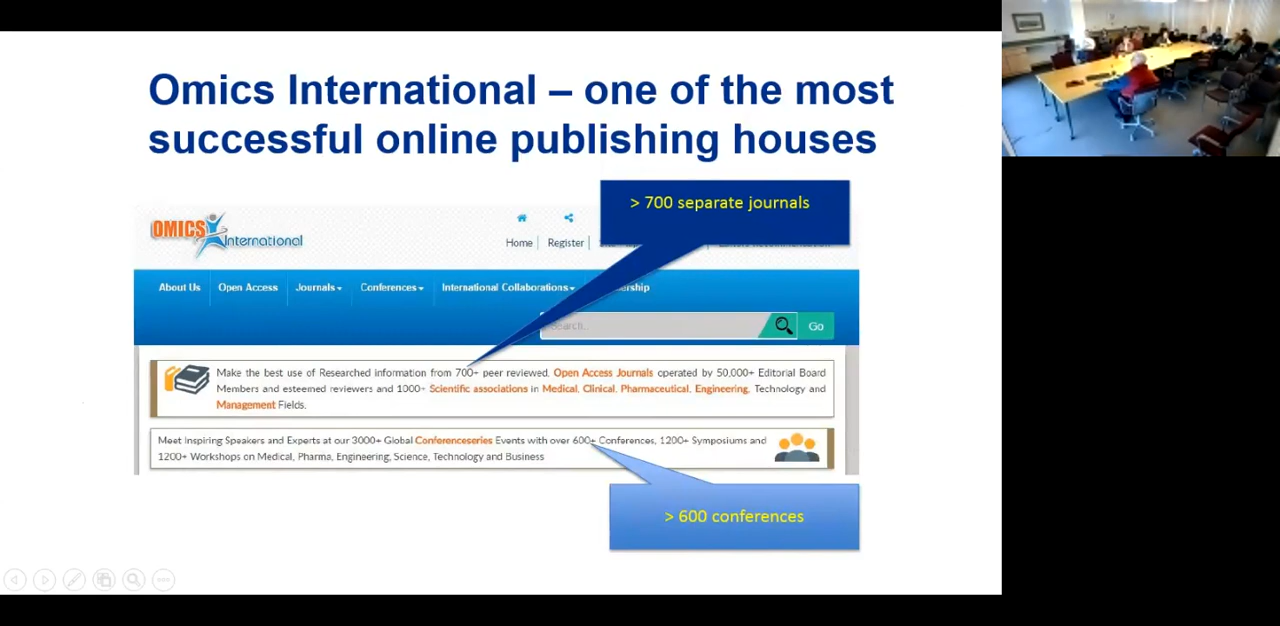 Omics International – one of the most
successful online publishing houses
> 700 separate journals
OMICS International
Home Register
About Us Open Access Journals Conferences International Collaborations
Search..
Go
Make the best use of Researched information from 700+ peer reviewed, Open Access Journals operated by 50,000+ Editorial Board
Members and esteemed reviewers and 1000+ Scientific associations in Medical, Clinical, Pharmaceutical, Engineering, Technology and
Management Fields.
Meet Inspiring Speakers and Experts at our 3000+ Global Conferenceseries Events with over 600+ Conferences, 1200+ Symposiums and
1200+ Workshops on Medical, Pharma, Engineering, Science, Technology and Business
> 600 conferences